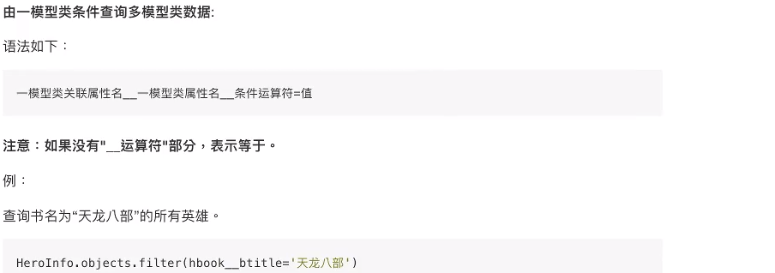 由一模型类条件查询多模型类数据:
语法如下：
一模型类关联属性名__一模型类属性名__条件运算符=值
注意：如果没有"__运算符"部分，表示等于。
例：
查询书名为“天龙八部”的所有英雄。
HeroInfo.objects.filter(hbook__btitle='天龙八部')